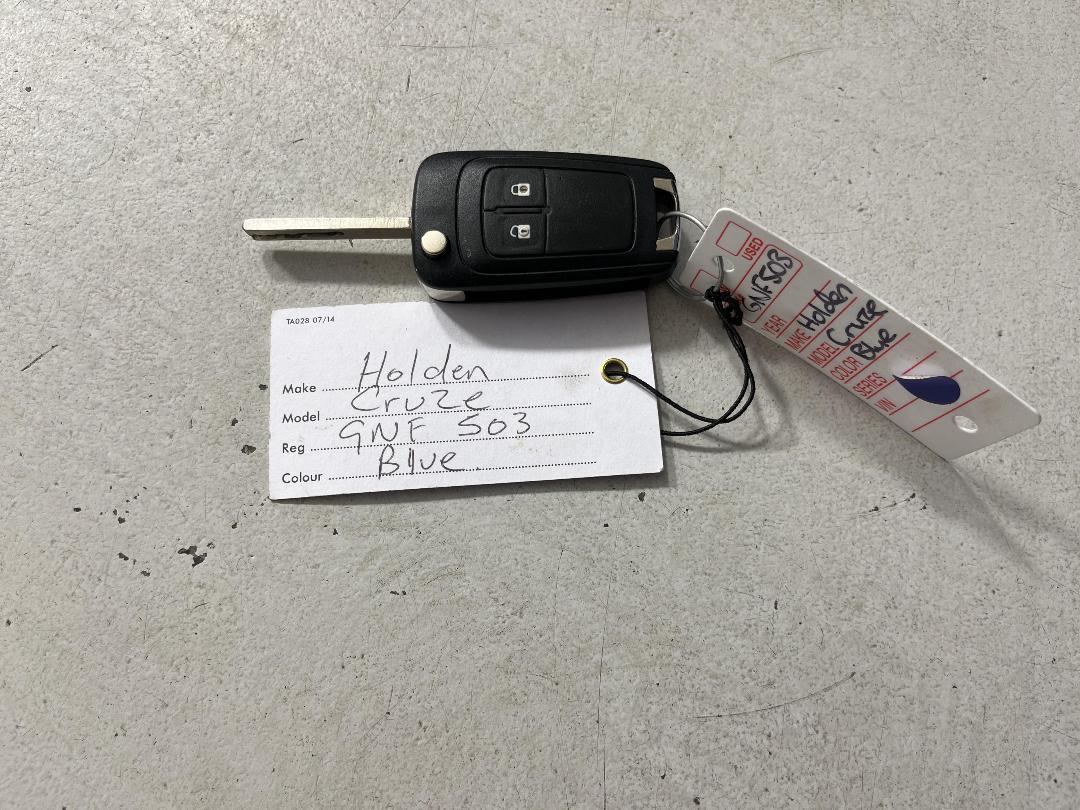 TA028 07/14
Make Holden
Model Cruze
Reg GNF 503
Colour Blue
USED
GNF503
YEAR
MAKE Holden
MODEL Cruze
COLOR Blue
SERIES
VIN